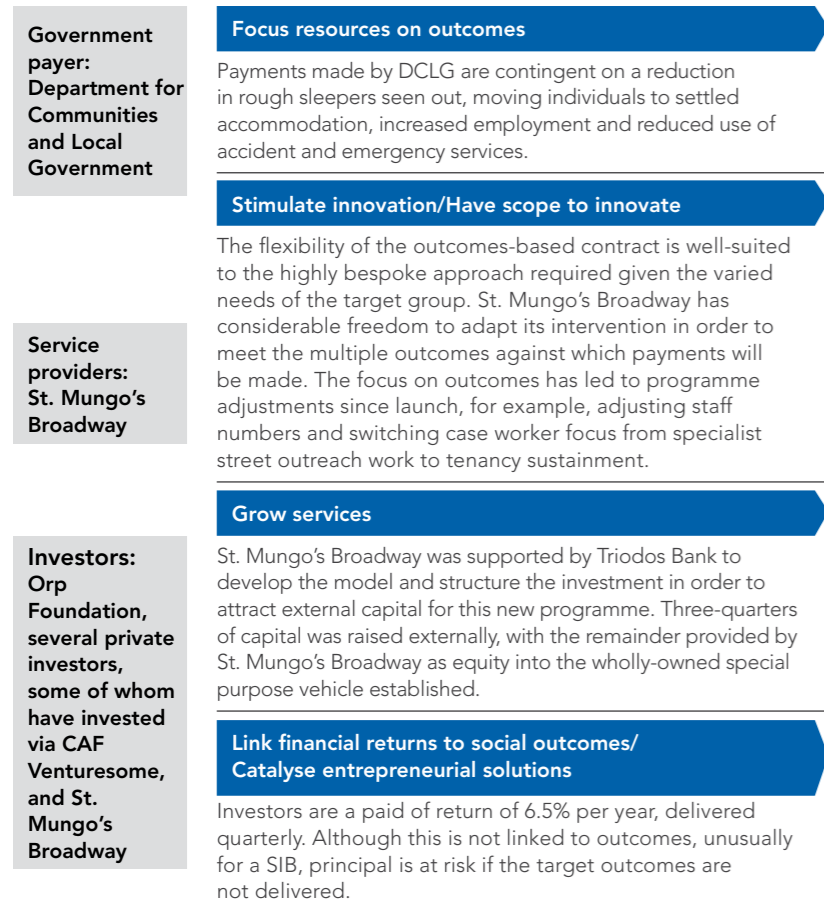 Government
payer:
Department for
Communities
and Local
Government
Focus resources on outcomes
Payments made by DCLG are contingent on a reduction
in rough sleepers seen out, moving individuals to settled
accommodation, increased employment and reduced use of
accident and emergency services.
Stimulate innovation/Have scope to innovate
The flexibility of the outcomes-based contract is well-suited
to the highly bespoke approach required given the varied
needs of the target group. St. Mungo's Broadway has
considerable freedom to adapt its intervention in order to
meet the multiple outcomes against which payments will
be made. The focus on outcomes has led to programme
adjustments since launch, for example, adjusting staff
numbers and switching case worker focus from specialist
street outreach work to tenancy sustainment.
Service
providers:
St. Mungo's
Broadway
Grow services
St. Mungo's Broadway was supported by Triodos Bank to
develop the model and structure the investment in order to
attract external capital for this new programme. Three-quarters
of capital was raised externally, with the remainder provided by
St. Mungo's Broadway as equity into the wholly-owned special
purpose vehicle established.
Investors:
Orp
Foundation,
several private
investors,
some of whom
have invested
via CAF
Venturesome,
and St.
Mungo's
Broadway
Link financial returns to social outcomes/
Catalyse entrepreneurial solutions
Investors are a paid of return of 6.5% per year, delivered
quarterly. Although this is not linked to outcomes, unusually
for a SIB, principal is at risk if the target outcomes are
not delivered.